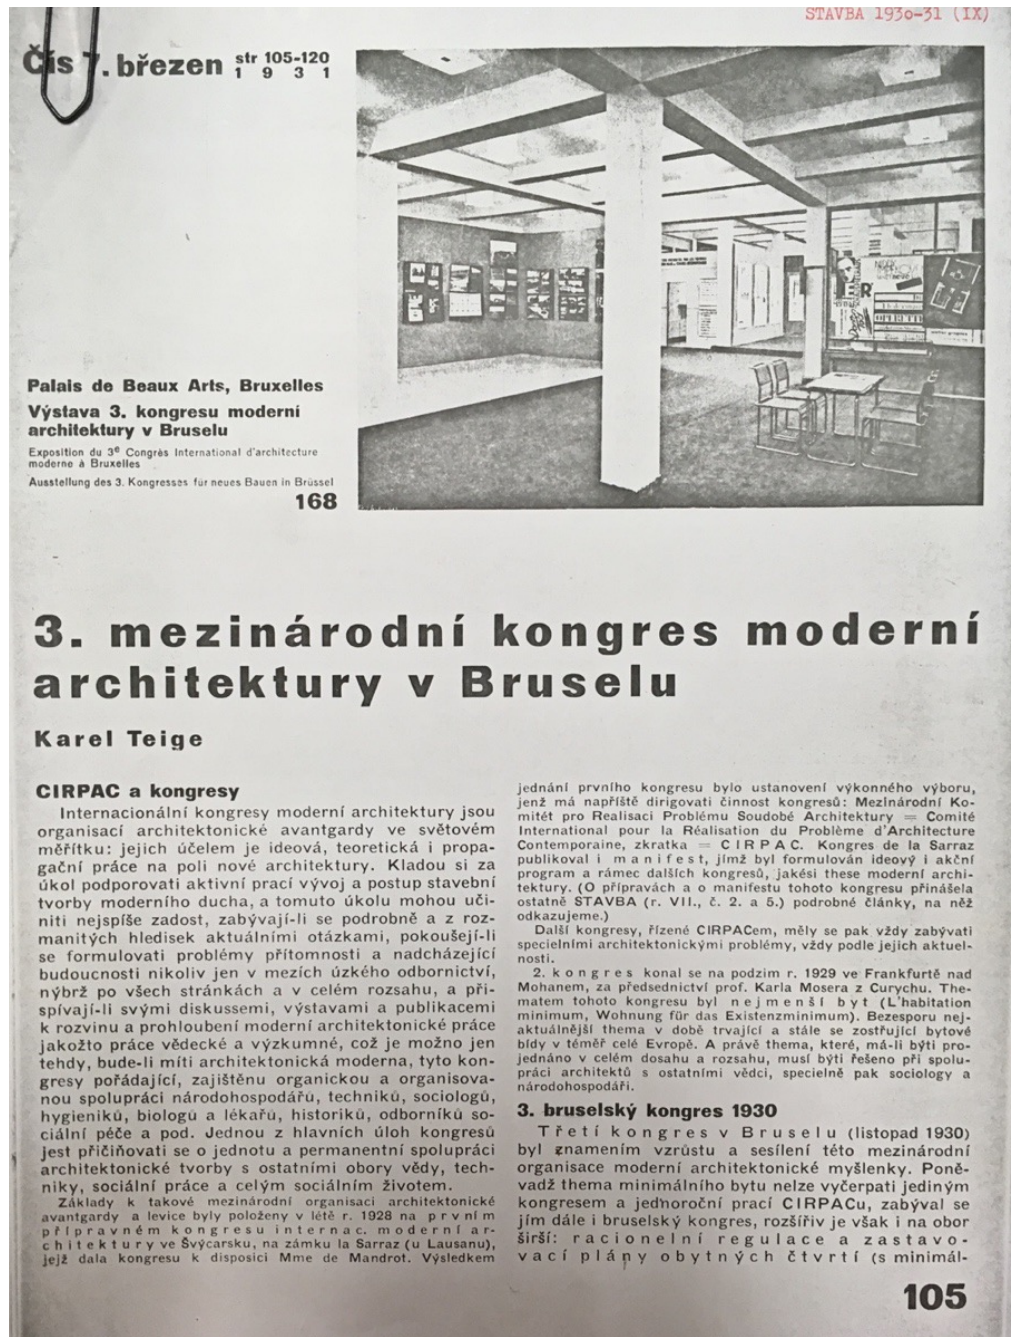 STAVBA 1930-31 (IX)
Čís 7. březen str 105-120
1931
Palais de Beaux Arts, Bruxelles
Výstava 3. kongresu moderní
architektury v Bruselu
Exposition du 3e Congrès International d'architecture
moderne à Bruxelles
Ausstellung des 3. Kongresses für neues Bauen in Brüssel
168
3. mezinárodní kongres moderní
architektury v Bruselu
Karel Teige
CIRPAC a kongresy
Internacionální kongresy moderní architektury jsou
organisací architektonické avantgardy ve světovém
měřítku: jejich účelem je ideová, teoretická i propa-
gační práce na poli nové architektury. Kladou si za
úkol podporovati aktivní prací vývoj a postup stavební
tvorby moderního ducha, a tomuto úkolu mohou uči-
niti nejspíše zadost, zabývají-li se podrobně a z roz-
manitých hledisek aktuálními otázkami, pokoušejí-li
se formulovati problémy přítomnosti a nadcházející
budoucnosti nikoliv jen v mezích úzkého odbornictví,
nýbrž po všech stránkách a v celém rozsahu, a při-
spívají-li svými diskussemi, výstavami a publikacemi
k rozvinu a prohloubení moderní architektonické práce
jakožto práce vědecké a výzkumné, což je možno jen
tehdy, bude-li míti architektonická moderna, tyto kon-
gresy pořádající, zajištěnu organickou a organisova-
nou spolupráci národohospodářů, techniků, sociologů,
hygieniků, biologů a lékařů, historiků, odborníků so-
ciální péče a pod. Jednou z hlavních úloh kongresů
jest přičiňovati se o jednotu a permanentní spolupráci
architektonické tvorby s ostatními obory vědy, tech-
niky, sociální práce a celým sociálním životem.
Základy k takové mezinárodní organisaci architektonické
avantgardy a levice byly položeny v létě r. 1928 na prvním
přípravném kongresu internac. moderní ar-
chitektury ve Švýcarsku, na zámku la Sarraz (u Lausanu),
jejž dala kongresu k disposici Mme de Mandrot. Výsledkem
jednání prvního kongresu bylo ustanovení výkonného výboru,
jenž má napříště dirigovati činnost kongresů: Mezinárodní Ko-
mitét pro Realisaci Problému Soudobé Architektury = Comité
International pour la Réalisation du Problème d'Architecture
Contemporaine, zkratka = CIRPAC. Kongres de la Sarraz
publikoval i manifest, jímž byl formulován ideový i akční
program a rámec dalších kongresů, jakési these moderní archi-
tektury. (O přípravách a o manifestu tohoto kongresu přinášela
ostatně STAVBA (r. VII., č. 2. a 5.) podrobné články, na něž
odkazujeme.)
Další kongresy, řízené CIRPACem, měly se pak vždy zabývati
specielními architektonickými problémy, vždy podle jejich aktuel-
nosti.
2. kongres konal se na podzim r. 1929 ve Frankfurtě nad
Mohanem, za předsednictví prof. Karla Mosera z Curychu. The-
matem tohoto kongresu byl nejmenší byt (L'habitation
minimum, Wohnung für das Existenzminimum). Bezesporu nej-
aktuálnější thema v době trvající a stále se zostřující bytové
bídy v téměř celé Evropě. A právě thema, které, má-li býti pro-
jednáno v celém dosahu a rozsahu, musí býti řešeno při spolu-
práci architektů s ostatními vědci, specielně pak sociology a
národohospodáři.
3. bruselský kongres 1930
Třetí kongres v Bruselu (listopad 1930)
byl znamením vzrůstu a sesílení této mezinárodní
organisace moderní architektonické myšlenky. Poně-
vadž thema minimálního bytu nelze vyčerpati jediným
kongresem a jednoroční prací CIRPACu, zabýval se
jím dále i bruselský kongres, rozšířiv je však i na obor
širší: racionelní regulace a zastavo-
vací plány obytných čtvrtí (s minimál-
105